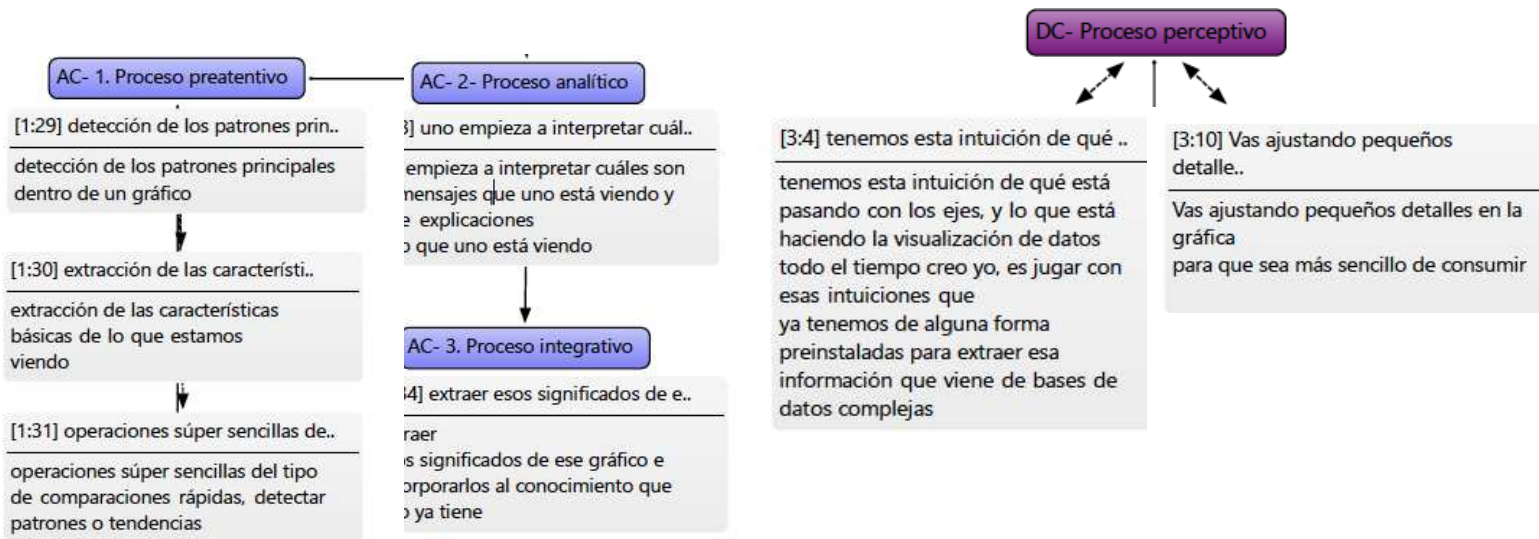 AC- 1. Proceso preatentivo
[1:29] detección de los patrones prin..
detección de los patrones principales
dentro de un gráfico
[1:30] extracción de las característi..
extracción de las características
básicas de lo que estamos
viendo
[1:31] operaciones súper sencillas de..
operaciones súper sencillas del tipo
de comparaciones rápidas, detectar
patrones o tendencias
AC- 2- Proceso analítico
3] uno empieza a interpretar cuál..
empieza a interpretar cuáles son
mensajes que uno está viendo y
e explicaciones
o que uno está viendo
AC- 3. Proceso integrativo
34] extraer esos significados de e..
raer
os significados de ese gráfico e
orporarlos al conocimiento que
o ya tiene
DC- Proceso perceptivo
[3:4] tenemos esta intuición de qué ..
tenemos esta intuición de qué está
pasando con los ejes, y lo que está
haciendo la visualización de datos
todo el tiempo creo yo, es jugar con
esas intuiciones que
ya tenemos de alguna forma
preinstaladas para extraer esa
información que viene de bases de
datos complejas
[3:10] Vas ajustando pequeños
detalle..
Vas ajustando pequeños detalles en la
gráfica
para que sea más sencillo de consumir